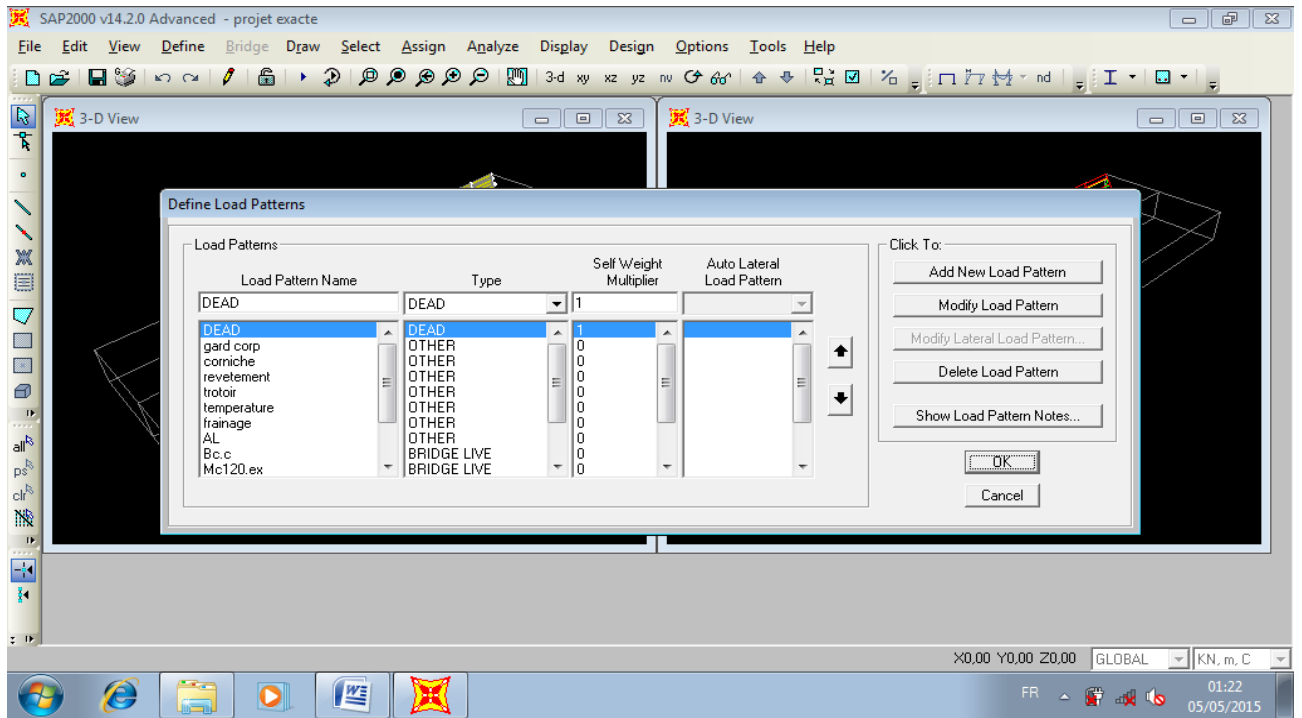 SAP2000 v14.2.0 Advanced - projet exacte
File Edit View Define Bridge Draw Select Assign Analyze Display Design Options Tools Help
3-d xy xz yz nv nd
3-D View
3-D View
Define Load Patterns
Load Patterns
Click To:
Load Pattern Name Type Self Weight Multiplier Auto Lateral Load Pattern
DEAD DEAD 1
DEAD DEAD 1
gard corp OTHER 0
corniche OTHER 0
revetement OTHER 0
trotoir OTHER 0
temperature OTHER 0
frainage OTHER 0
AL OTHER 0
Bc.c BRIDGE LIVE 0
Mc120.ex BRIDGE LIVE 0
Add New Load Pattern
Modify Load Pattern
Modify Lateral Load Pattern...
Delete Load Pattern
Show Load Pattern Notes...
OK
Cancel
all
ps
clr
X0,00 Y0,00 Z0,00 GLOBAL KN, m, C
FR 01:22
05/05/2015